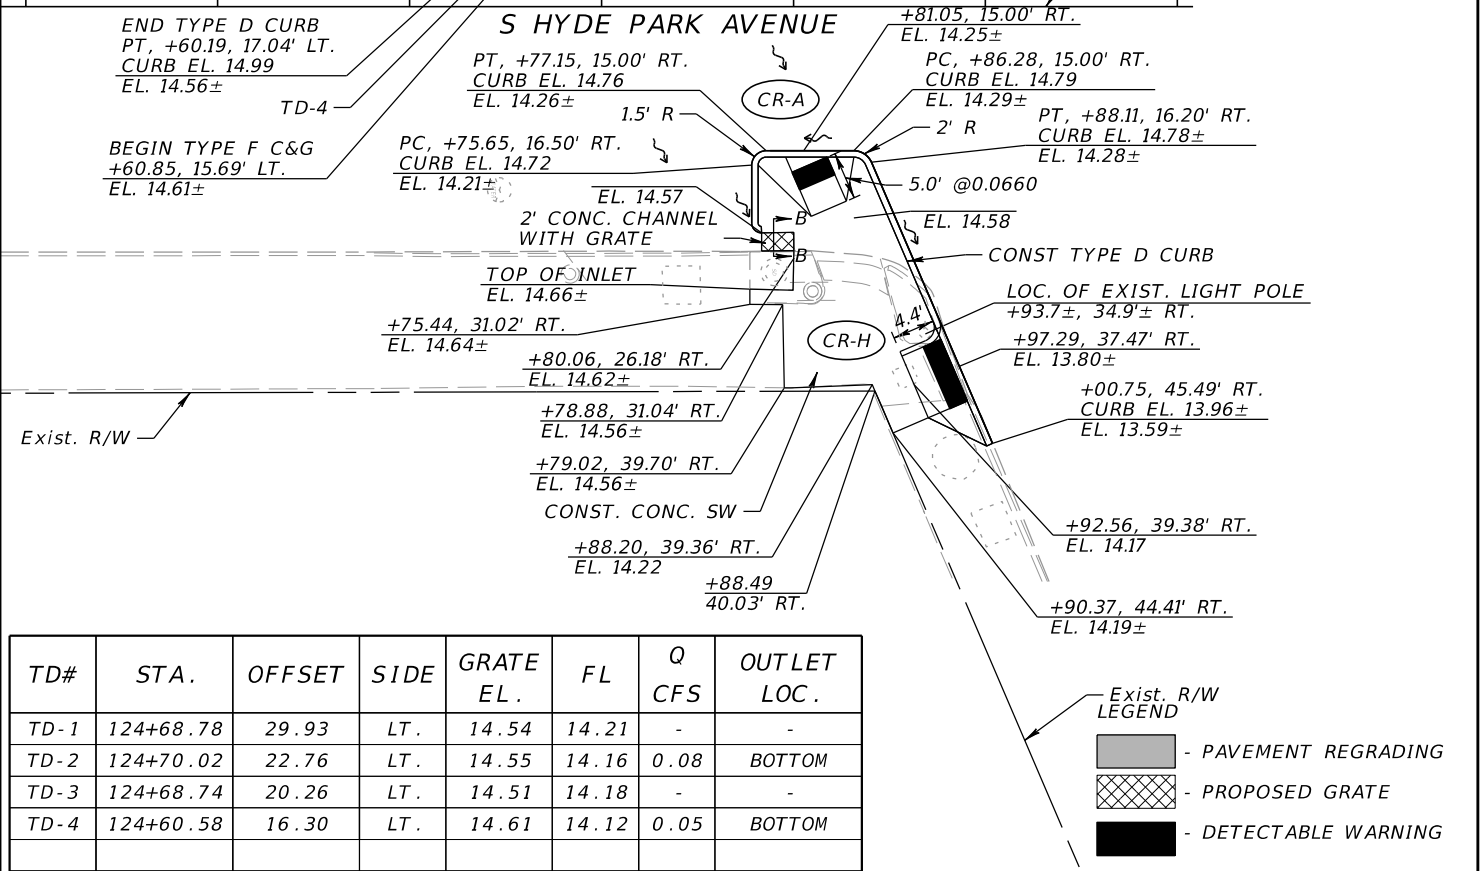 END TYPE D CURB
PT, +60.19, 17.04' LT.
CURB EL. 14.99
EL. 14.56±
TD-4
BEGIN TYPE F C&G
+60.85, 15.69' LT.
EL. 14.61±
S HYDE PARK AVENUE
PT, +77.15, 15.00' RT.
CURB EL. 14.76
EL. 14.26±
1.5' R
PC, +75.65, 16.50' RT.
CURB EL. 14.72
EL. 14.21±
EL. 14.57
2' CONC. CHANNEL
WITH GRATE
B
B
CR-A
+81.05, 15.00' RT.
EL. 14.25±
PC, +86.28, 15.00' RT.
CURB EL. 14.79
EL. 14.29±
2' R
PT, +88.11, 16.20' RT.
CURB EL. 14.78±
EL. 14.28±
5.0' @0.0660
EL. 14.58
CONST TYPE D CURB
TOP OF INLET
EL. 14.66±
+75.44, 31.02' RT.
EL. 14.64±
+80.06, 26.18' RT.
EL. 14.62±
+78.88, 31.04' RT.
EL. 14.56±
+79.02, 39.70' RT.
EL. 14.56±
CONST. CONC. SW
+88.20, 39.36' RT.
EL. 14.22
+88.49
40.03' RT.
CR-H
4.4'
LOC. OF EXIST. LIGHT POLE
+93.7±, 34.9'± RT.
+97.29, 37.47' RT.
EL. 13.80±
+00.75, 45.49' RT.
CURB EL. 13.96±
EL. 13.59±
+92.56, 39.38' RT.
EL. 14.17
+90.37, 44.41' RT.
EL. 14.19±
Exist. R/W
Exist. R/W
TD# STA. OFFSET SIDE GRATE EL. FL Q CFS OUTLET LOC.
TD-1 124+68.78 29.93 LT. 14.54 14.21 - -
TD-2 124+70.02 22.76 LT. 14.55 14.16 0.08 BOTTOM
TD-3 124+68.74 20.26 LT. 14.51 14.18 - -
TD-4 124+60.58 16.30 LT. 14.61 14.12 0.05 BOTTOM
LEGEND
- PAVEMENT REGRADING
- PROPOSED GRATE
- DETECTABLE WARNING